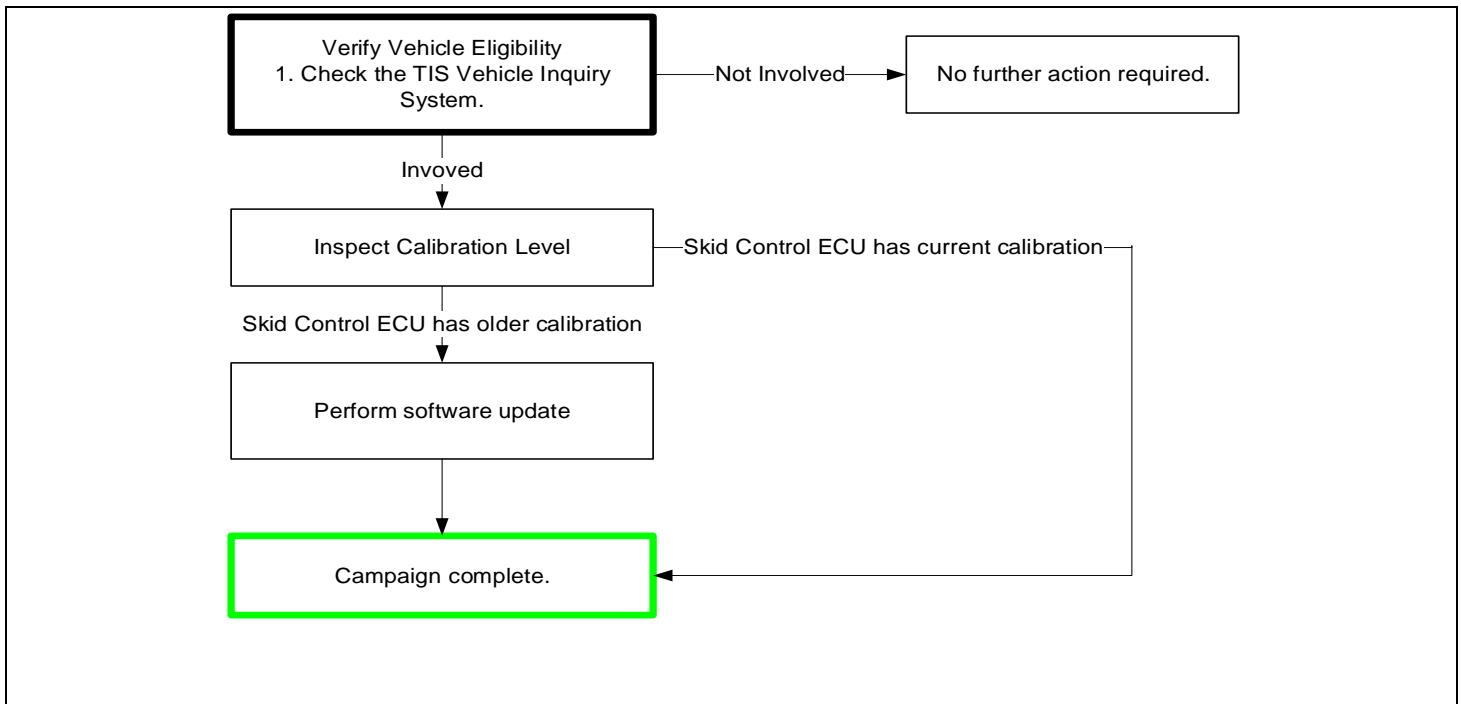 Verify Vehicle Eligibility
1. Check the TIS Vehicle Inquiry
System.
Not Involved
No further action required.
Invoved
Inspect Calibration Level
Skid Control ECU has current calibration
Skid Control ECU has older calibration
Perform software update
Campaign complete.